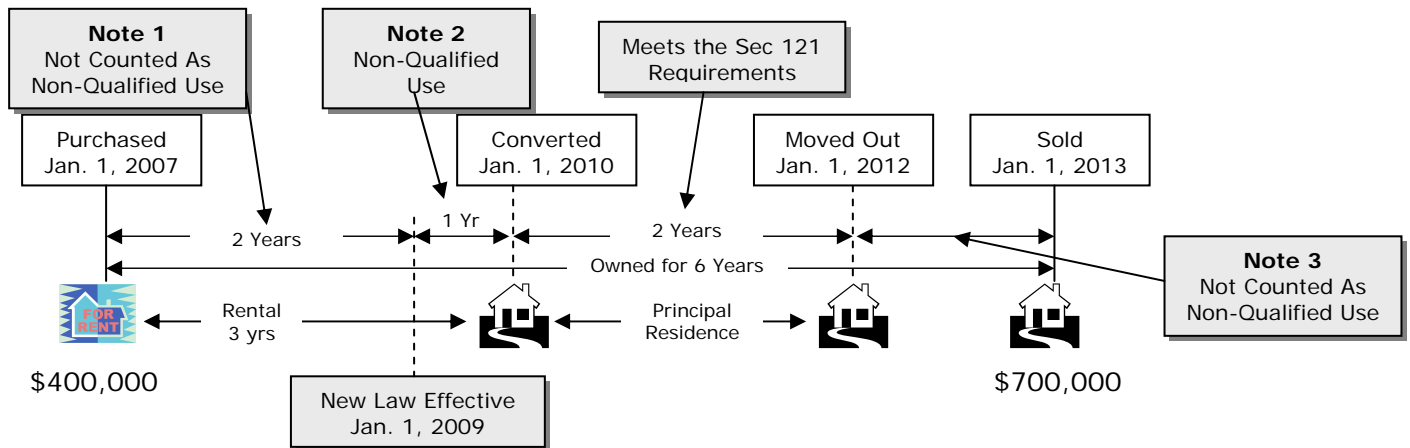 Note 1
Not Counted As
Non-Qualified Use
Note 2
Non-Qualified
Use
Meets the Sec 121
Requirements
Purchased
Jan. 1, 2007
Converted
Jan. 1, 2010
Moved Out
Jan. 1, 2012
Sold
Jan. 1, 2013
2 Years
1 Yr
2 Years
Owned for 6 Years
Note 3
Not Counted As
Non-Qualified Use
FOR
RENT
Rental
3 yrs
Principal
Residence
$400,000
$700,000
New Law Effective
Jan. 1, 2009